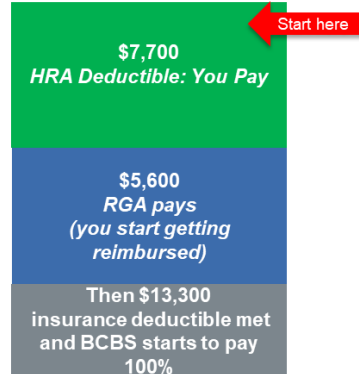 Start here
$7,700
HRA Deductible: You Pay
$5,600
RGA pays
(you start getting
reimbursed)
Then $13,300
insurance deductible met
and BCBS starts to pay
100%